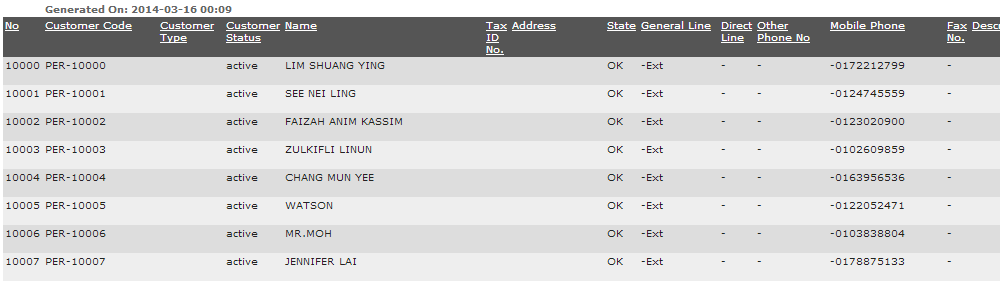 Generated On: 2014-03-16 00:09
No Customer Code Customer Type Customer Status Name Tax ID No. Address State General Line Direct Line Other Phone No Mobile Phone Fax No. Descr
10000 PER-10000 active LIM SHUANG YING OK -Ext - - -0172212799 -
10001 PER-10001 active SEE NEI LING OK -Ext - - -0124745559 -
10002 PER-10002 active FAIZAH ANIM KASSIM OK -Ext - - -0123020900 -
10003 PER-10003 active ZULKIFLI LINUN OK -Ext - - -0102609859 -
10004 PER-10004 active CHANG MUN YEE OK -Ext - - -0163956536 -
10005 PER-10005 active WATSON OK -Ext - - -0122052471 -
10006 PER-10006 active MR.MOH OK -Ext - - -0103838804 -
10007 PER-10007 active JENNIFER LAI OK -Ext - - -0178875133 -